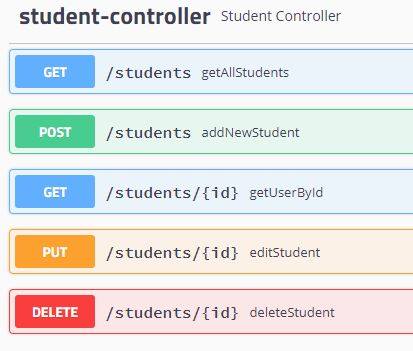 student-controller Student Controller
GET /students getAllStudents
POST /students addNewStudent
GET /students/{id} getUserById
PUT /students/{id} editStudent
DELETE /students/{id} deleteStudent